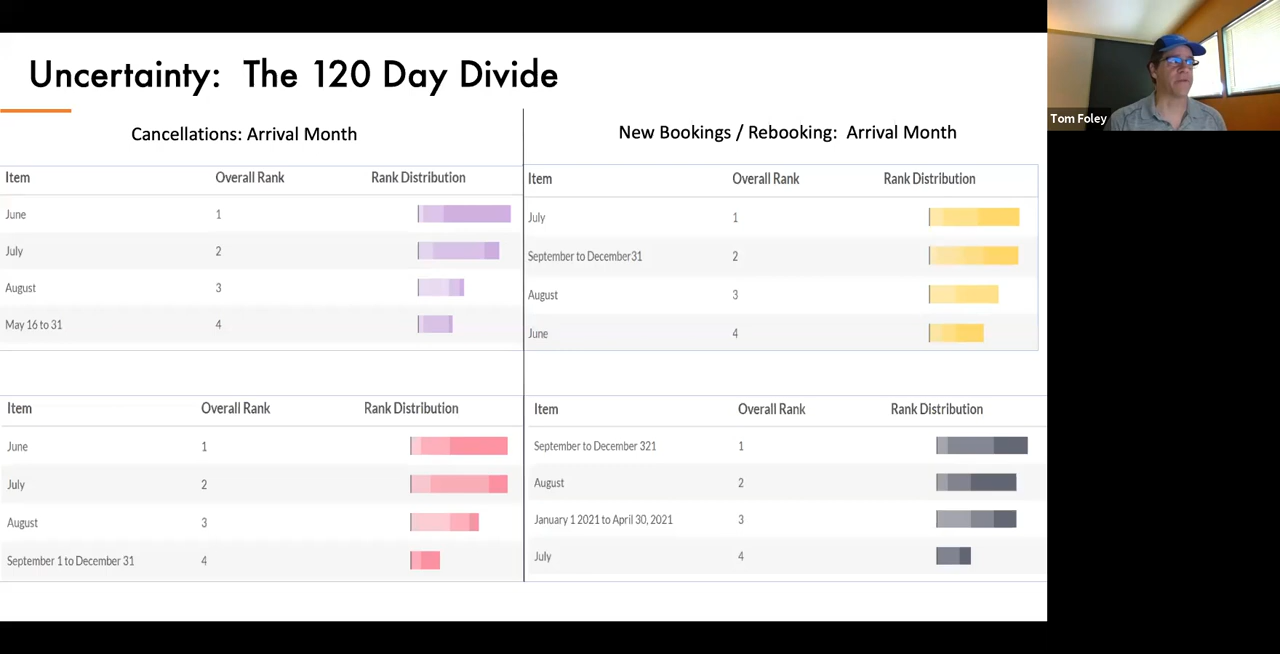 Uncertainty: The 120 Day Divide
Cancellations: Arrival Month
Item Overall Rank Rank Distribution
June 1
July 2
August 3
May 16 to 31 4
Item Overall Rank Rank Distribution
June 1
July 2
August 3
September 1 to December 31 4
New Bookings / Rebooking: Arrival Month
Item Overall Rank Rank Distribution
July 1
September to December31 2
August 3
June 4
Item Overall Rank Rank Distribution
September to December 321 1
August 2
January 1 2021 to April 30, 2021 3
July 4
Tom Foley